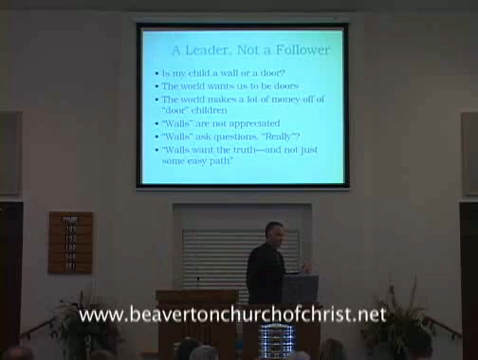 A Leader, Not a Follower
• Is my child a wall or a door?
• The world wants us to be doors
• The world makes a lot of money off of
"door" children
• "Walls" are not appreciated
• "Walls" ask questions, "Really"?
• "Walls want the truth—and not just
some easy path"
www.beavertonchurchofchrist.net